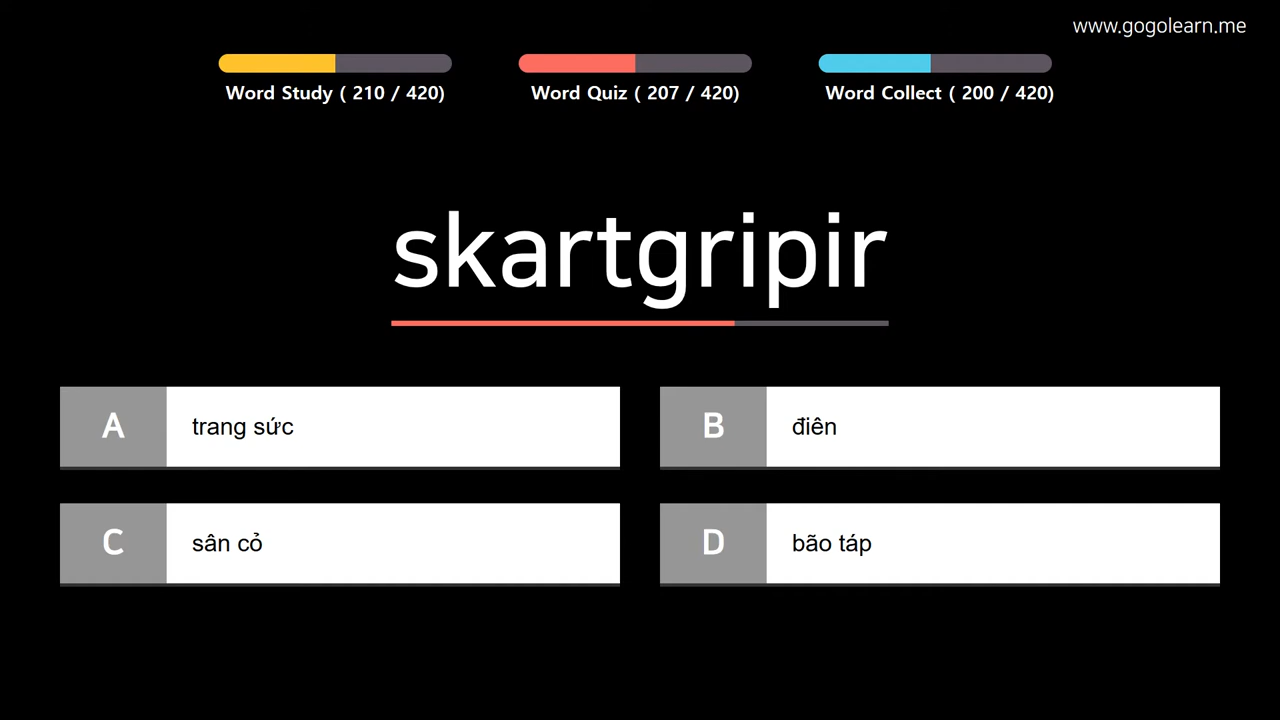 www.gogolearn.me
Word Study ( 210 / 420)
Word Quiz ( 207 / 420)
Word Collect ( 200 / 420)
skartgripir
A trang sức
B điên
C sân cỏ
D bão táp